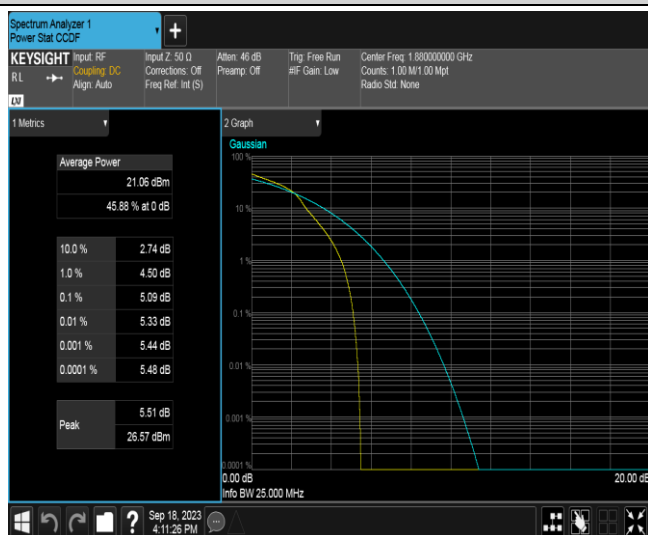 Spectrum Analyzer 1
Power Stat CCDF
KEYSIGHT
RL
LXI
Input: RF
Coupling: DC
Align: Auto
Input Z: 50 Ω
Corrections: Off
Freq Ref: Int (S)
Atten: 46 dB
Preamp: Off
Trig: Free Run
#IF Gain: Low
Center Freq: 1.880000000 GHz
Counts: 1.00 M/1.00 Mpt
Radio Std: None
1 Metrics
Average Power
21.06 dBm
45.88 % at 0 dB
10.0 % 2.74 dB
1.0 % 4.50 dB
0.1 % 5.09 dB
0.01 % 5.33 dB
0.001 % 5.44 dB
0.0001 % 5.48 dB
Peak
5.51 dB
26.57 dBm
2 Graph
Gaussian
100 %
10 %
1 %
0.1 %
0.01 %
0.001 %
0.0001 %
0.00 dB 20.00 dB
Info BW 25.000 MHz
?
Sep 18, 2023
4:11:26 PM